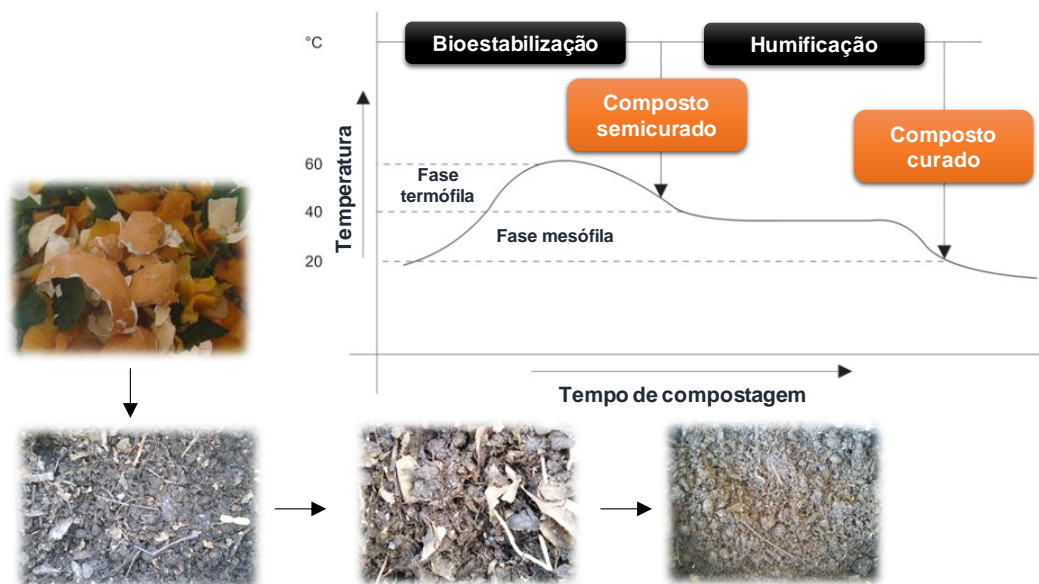 °C
Bioestabilização
Humificação
Composto
semicurado
Composto
curado
Temperatura
60
Fase
termófila
40
Fase mesófila
20
Tempo de compostagem